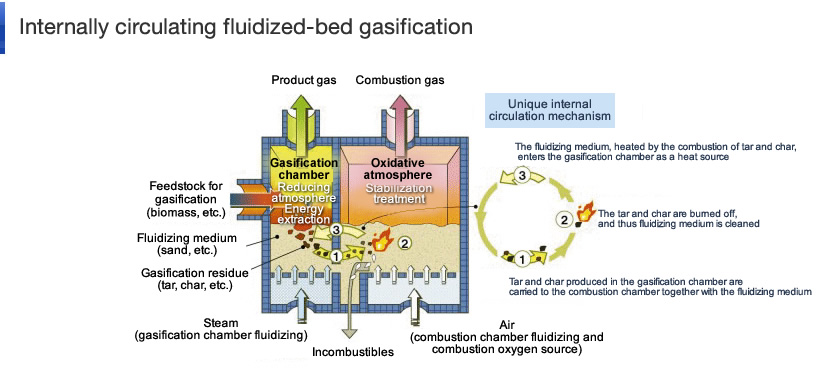 Internally circulating fluidized-bed gasification
Product gas
Combustion gas
Unique internal
circulation mechanism
The fluidizing medium, heated by the combustion of tar and char,
enters the gasification chamber as a heat source
Gasification
chamber
Reducing
atmosphere
Energy
extraction
Oxidative
atmosphere
Stabilization
treatment
Feedstock for
gasification
(biomass, etc.)
Fluidizing medium
(sand, etc.)
Gasification residue
(tar, char, etc.)
3
1
2
3
2
1
The tar and char are burned off,
and thus fluidizing medium is cleaned
Tar and char produced in the gasification chamber are
carried to the combustion chamber together with the fluidizing medium
Steam
(gasification chamber fluidizing)
Incombustibles
Air
(combustion chamber fluidizing and
combustion oxygen source)